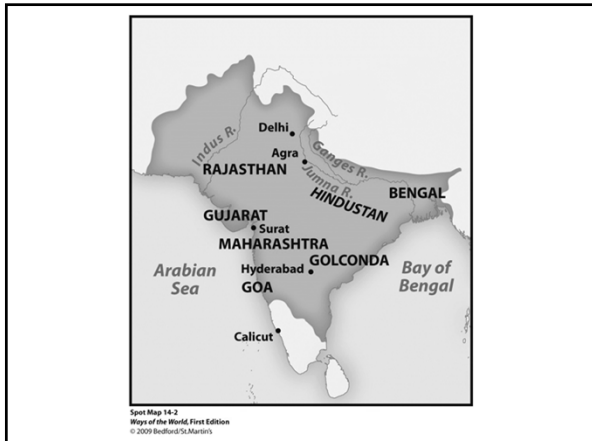 Delhi
Indus R.
Ganges R.
Agra
RAJASTHAN
Jumna R.
HINDUSTAN
BENGAL
GUJARAT
Surat
MAHARASHTRA
GOLCONDA
Arabian
Sea
Hyderabad
Bay of
Bengal
GOA
Calicut
Spot Map 14-2
Ways of the World, First Edition
© 2009 Bedford/St.Martin's